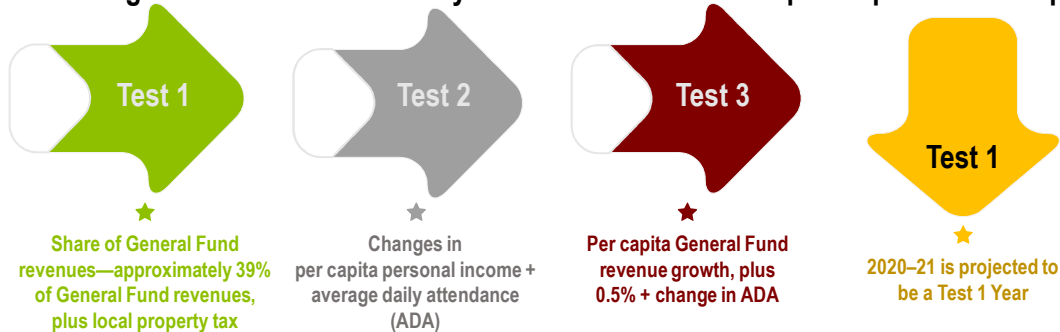 Test 1
Share of General Fund
revenues—approximately 39%
of General Fund revenues,
plus local property tax
Test 2
Changes in
per capita personal income +
average daily attendance
(ADA)
Test 3
Per capita General Fund
revenue growth, plus
0.5% + change in ADA
Test 1
2020–21 is projected to
be a Test 1 Year